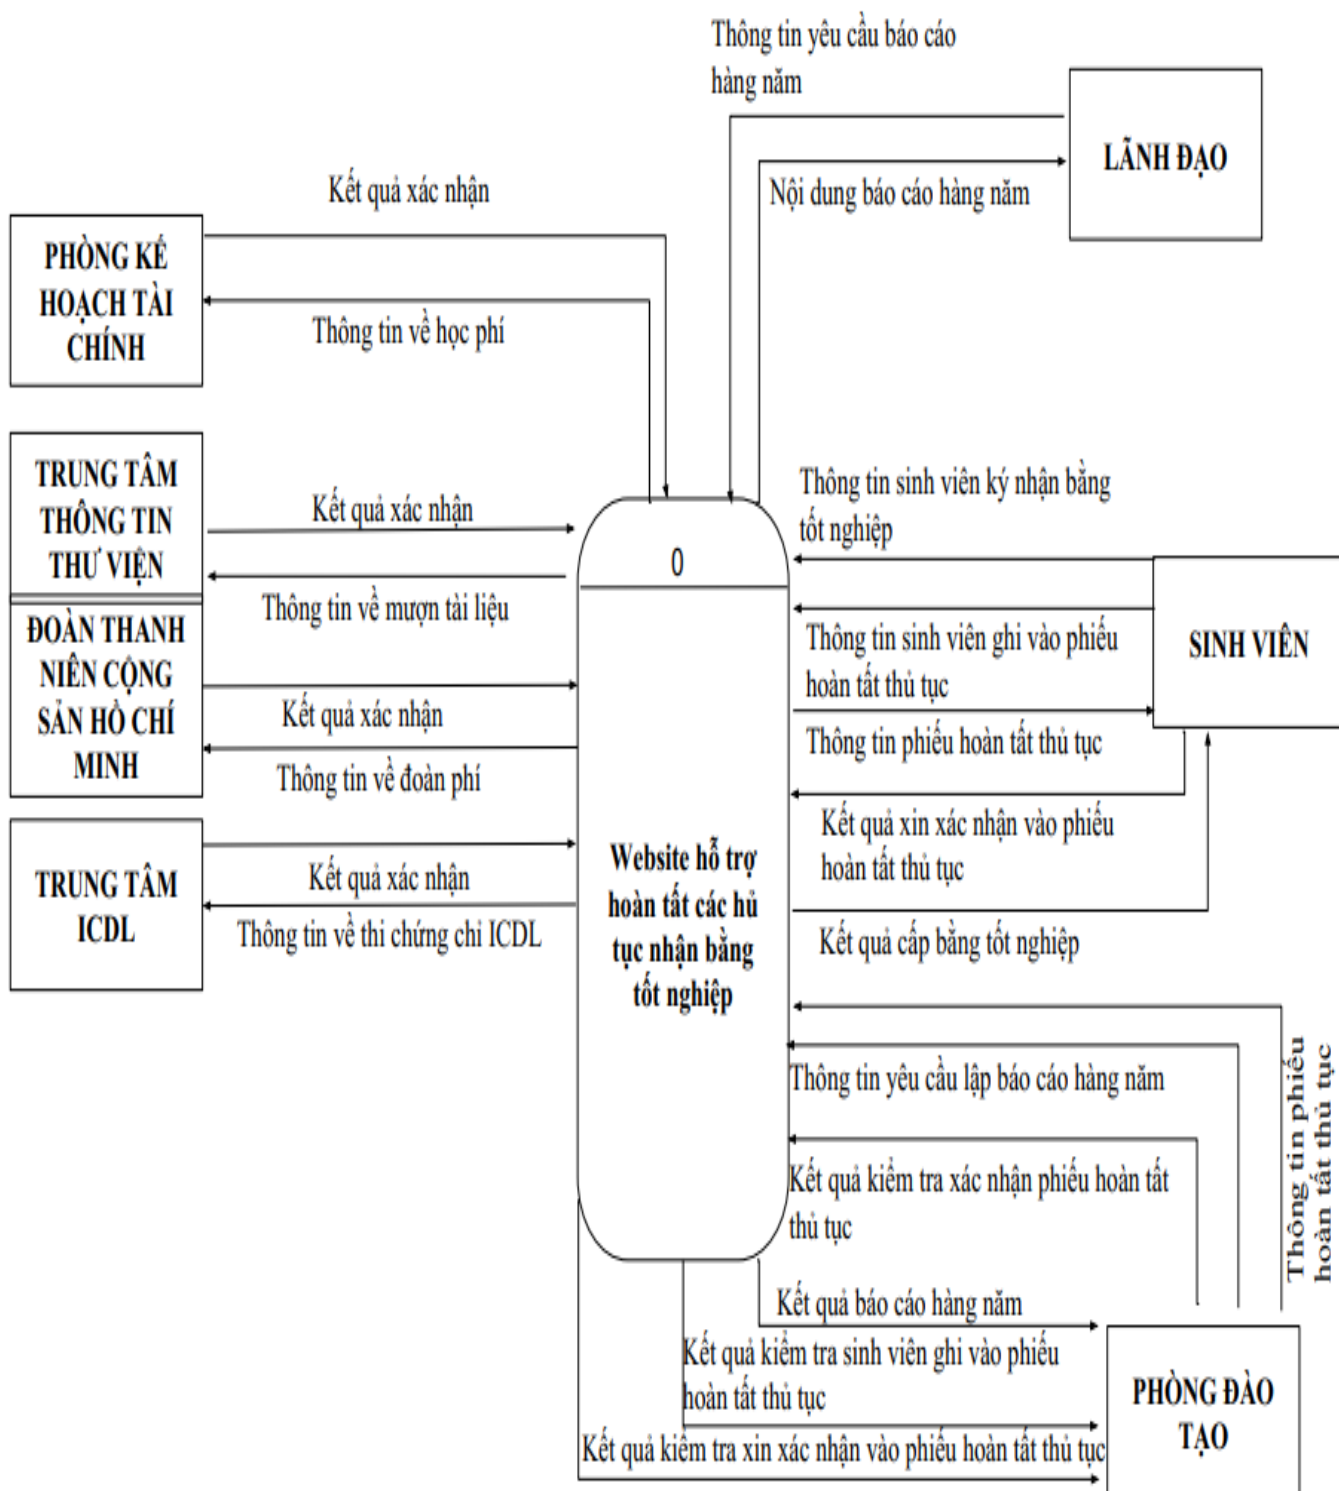 Thông tin yêu cầu báo cáo
hàng năm
LÃNH ĐẠO
Nội dung báo cáo hàng năm
Kết quả xác nhận
PHÒNG KẾ
HOẠCH TÀI
CHÍNH
Thông tin về học phí
TRUNG TÂM
THÔNG TIN
THƯ VIỆN
Kết quả xác nhận
Thông tin về mượn tài liệu
ĐOÀN THANH
NIÊN CỘNG
SẢN HỒ CHÍ
MINH
Kết quả xác nhận
Thông tin về đoàn phí
TRUNG TÂM
ICDL
Kết quả xác nhận
Thông tin về thi chứng chỉ ICDL
0
Website hỗ trợ
hoàn tất các hủ
tục nhận bằng
tốt nghiệp
Thông tin sinh viên ký nhận bằng
tốt nghiệp
SINH VIÊN
Thông tin sinh viên ghi vào phiếu
hoàn tất thủ tục
Thông tin phiếu hoàn tất thủ tục
Kết quả xin xác nhận vào phiếu
hoàn tất thủ tục
Kết quả cấp bằng tốt nghiệp
Thông tin phiếu
hoàn tất thủ tục
Thông tin yêu cầu lập báo cáo hàng năm
Kết quả kiểm tra xác nhận phiếu hoàn tất
thủ tục
Kết quả báo cáo hàng năm
Kết quả kiểm tra sinh viên ghi vào phiếu
hoàn tất thủ tục
Kết quả kiểm tra xin xác nhận vào phiếu hoàn tất thủ tục
PHÒNG ĐÀO
TẠO